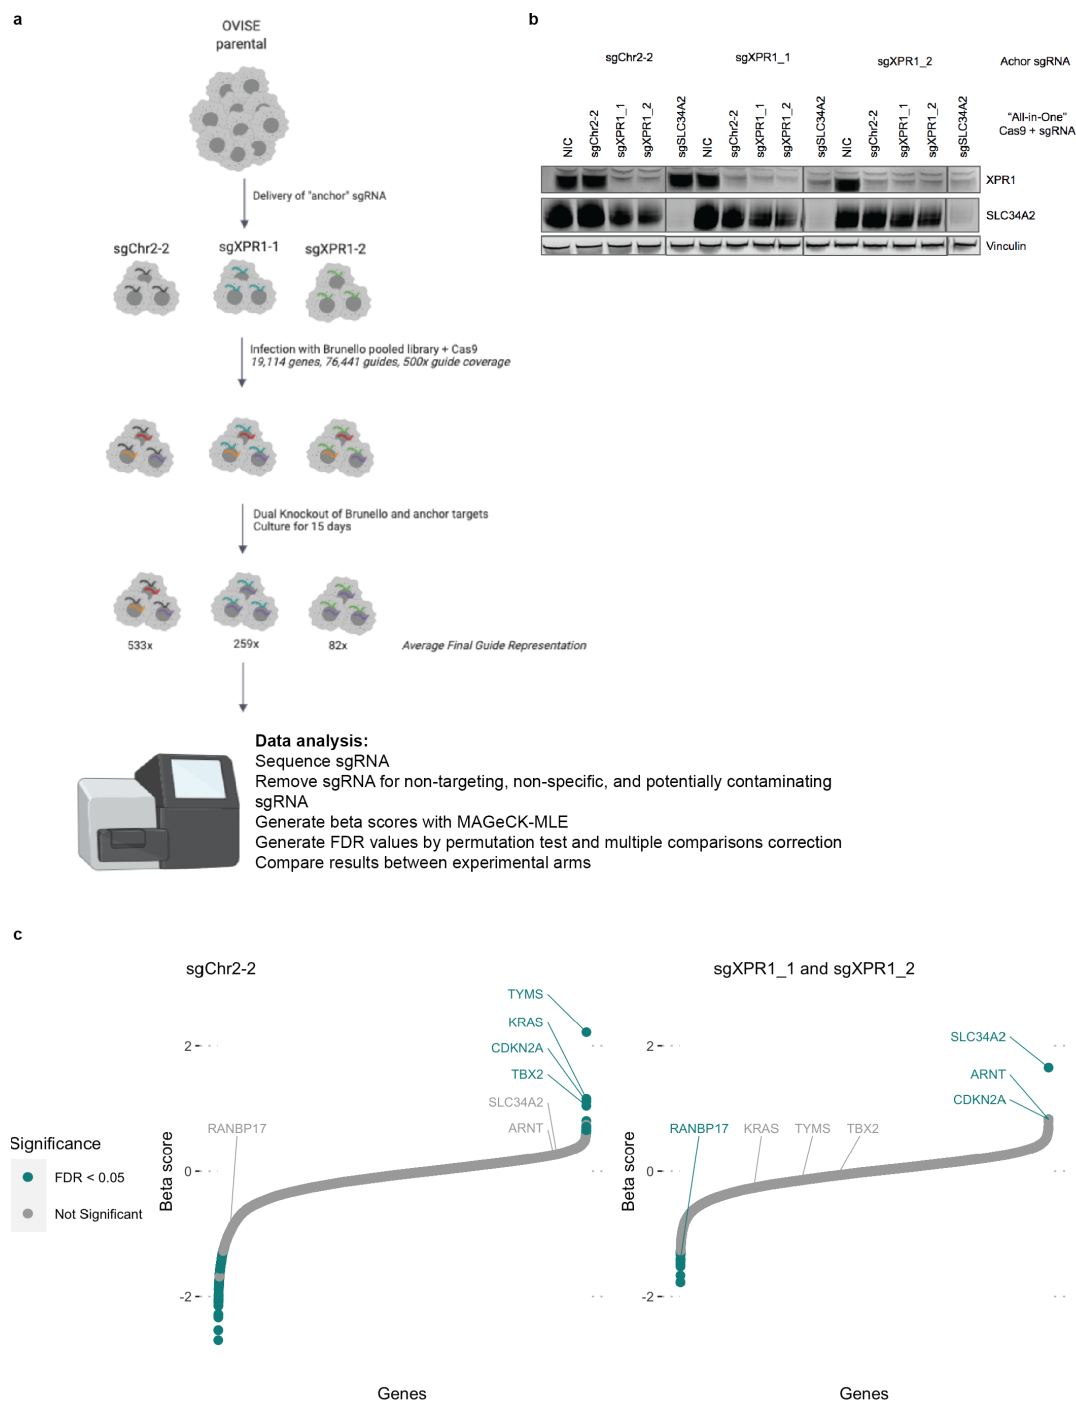 a
OVISE
parental
Delivery of "anchor" sgRNA
sgChr2-2
sgXPR1-1
sgXPR1-2
Infection with Brunello pooled library + Cas9
19,114 genes, 76,441 guides, 500x guide coverage
Dual Knockout of Brunello and anchor targets
Culture for 15 days
533x
259x
82x
Average Final Guide Representation
Data analysis:
Sequence sgRNA
Remove sgRNA for non-targeting, non-specific, and potentially contaminating
sgRNA
Generate beta scores with MAGeCK-MLE
Generate FDR values by permutation test and multiple comparisons correction
Compare results between experimental arms
b
sgChr2-2
sgXPR1_1
sgXPR1_2
Achor sgRNA
NIC
sgChr2-2
sgXPR1_1
sgXPR1_2
sgSLC34A2
NIC
sgChr2-2
sgXPR1_1
sgXPR1_2
sgSLC34A2
NIC
sgChr2-2
sgXPR1_1
sgXPR1_2
sgSLC34A2
"All-in-One"
Cas9 + sgRNA
XPR1
SLC34A2
Vinculin
c
Significance
FDR < 0.05
Not Significant
sgChr2-2
Beta score
2
0
-2
TYMS
KRAS
CDKN2A
TBX2
SLC34A2
ARNT
RANBP17
Genes
sgXPR1_1 and sgXPR1_2
Beta score
2
0
-2
SLC34A2
ARNT
CDKN2A
RANBP17
KRAS
TYMS
TBX2
Genes